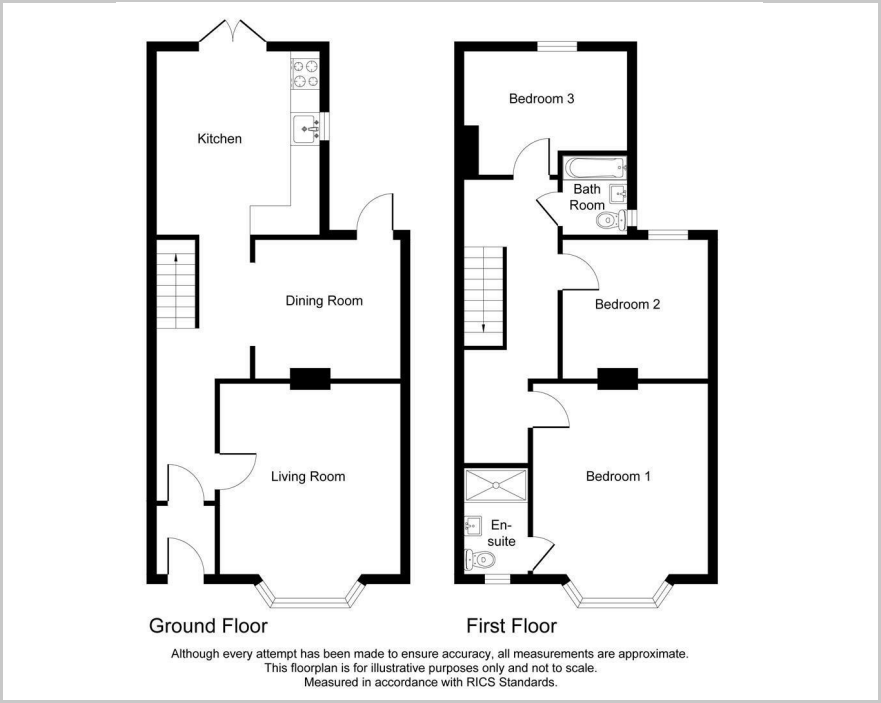 Kitchen
Dining Room
Living Room
Ground Floor
Bedroom 3
Bath
Room
Bedroom 2
Bedroom 1
En-
suite
First Floor
Although every attempt has been made to ensure accuracy, all measurements are approximate.
This floorplan is for illustrative purposes only and not to scale.
Measured in accordance with RICS Standards.